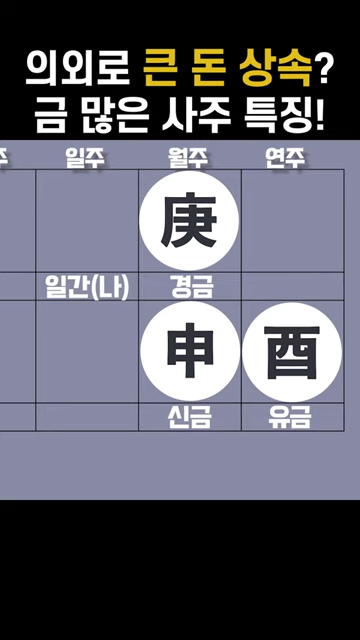 의외로 큰 돈 상속?
금 많은 사주 특징!
주 일주 월주 연주
庚
일간(나) 경금
申 酉
신금 유금